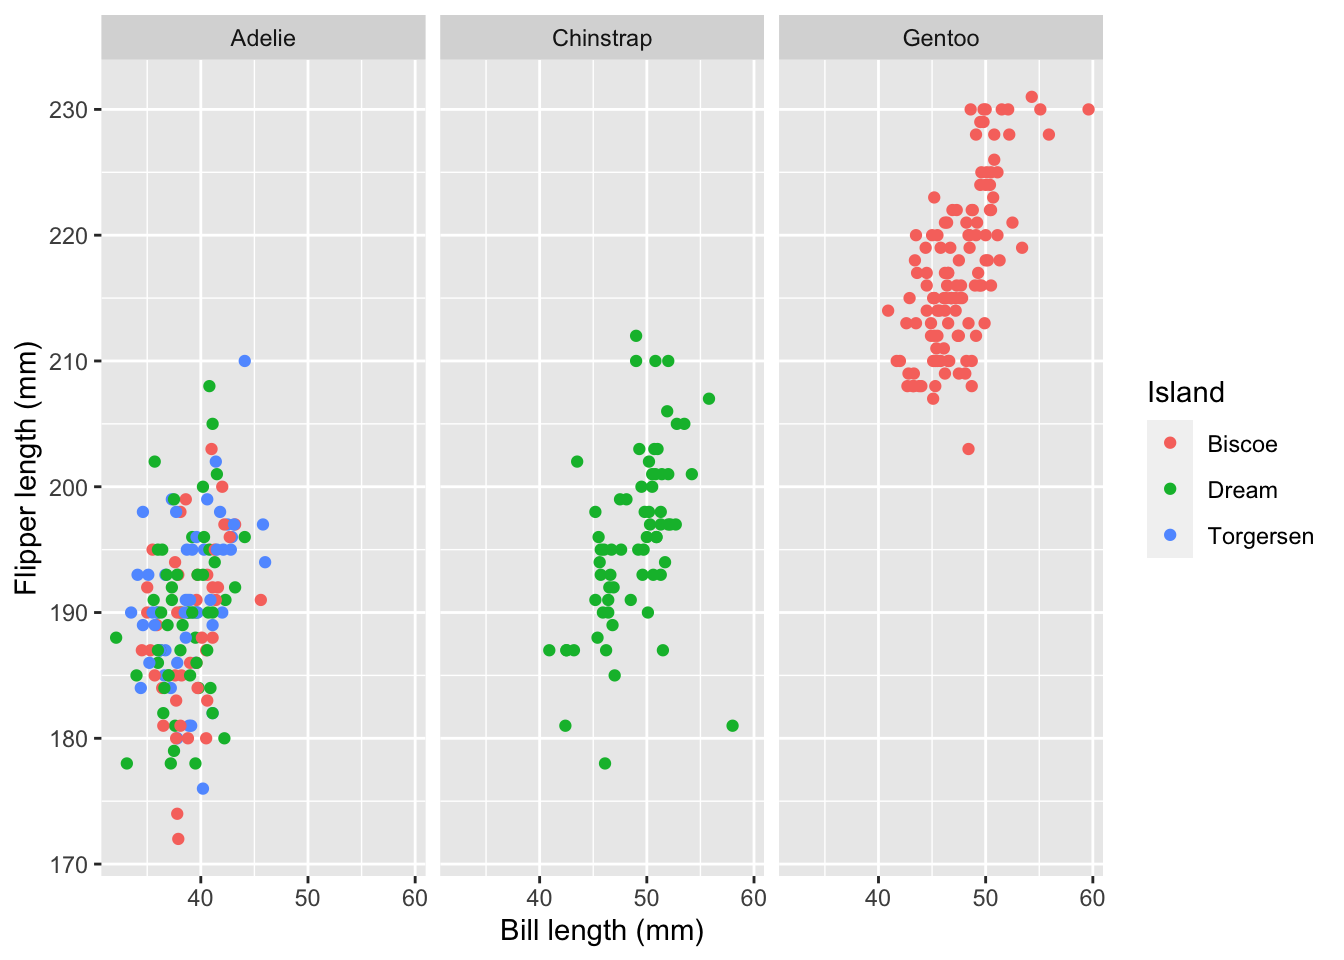 Adelie Chinstrap Gentoo
230
220
210
200
190
180
170
Flipper length (mm)
40 50 60 40 50 60 40 50 60
Bill length (mm)
Island
Biscoe
Dream
Torgersen